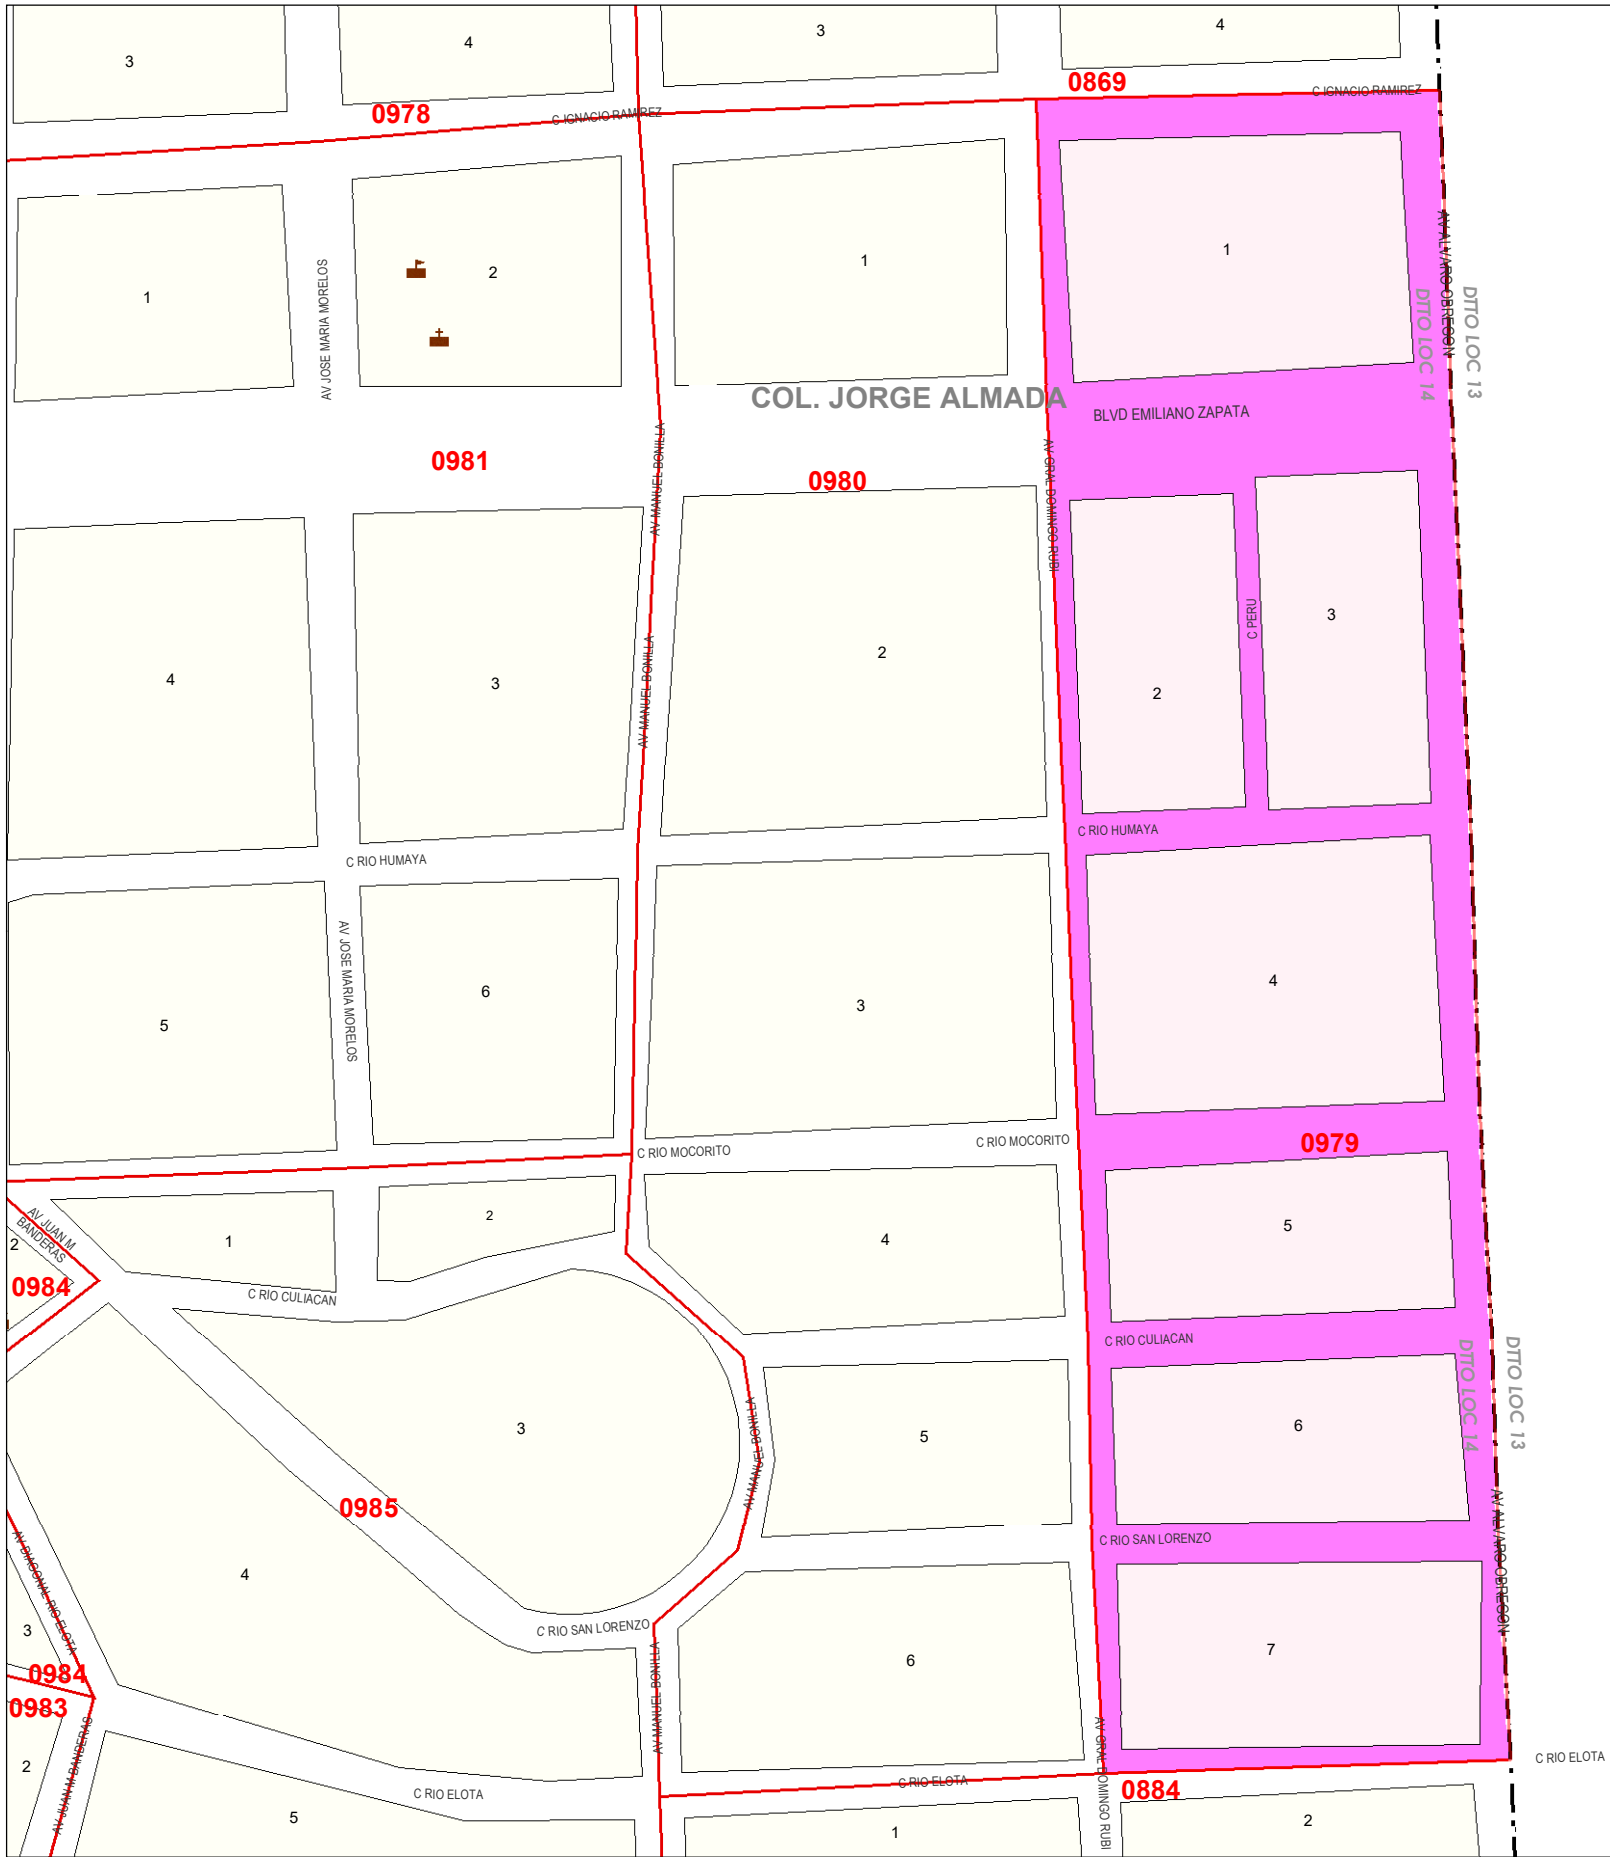 3
4
3
4
0869
0978
C IGNACIO RAMIREZ
C IGNACIO RAMIREZ
1
AV JOSE MARIA MORELOS
2
1
1
AV ALVARO OBREGON
DTTO LOC 14
DTTO LOC 13
COL. JORGE ALMADA
BLVD EMILIANO ZAPATA
0981
AV MANUEL BONILLA
0980
AV GRAL DOMINGO RUBI
4
3
AV MANUEL BONILLA
2
2
C PERU
3
C RIO HUMAYA
C RIO HUMAYA
5
AV JOSE MARIA MORELOS
6
3
4
C RIO MOCORITO
C RIO MOCORITO
0979
AV JUAN M
BANDERAS
2
1
2
4
5
0984
C RIO CULIACAN
C RIO CULIACAN
DTTO LOC 14
DTTO LOC 13
3
AV MANUEL BONILLA
5
6
0985
AV ALVARO OBREGON
C RIO SAN LORENZO
AV DIAGONAL RIO ELOTA
4
3
C RIO SAN LORENZO
AV MANUEL BONILLA
6
7
0984
0983
2
AV JUAN M BANDERAS
C RIO ELOTA
C RIO ELOTA
C RIO ELOTA
AV GRAL DOMINGO RUBI
0884
5
1
2